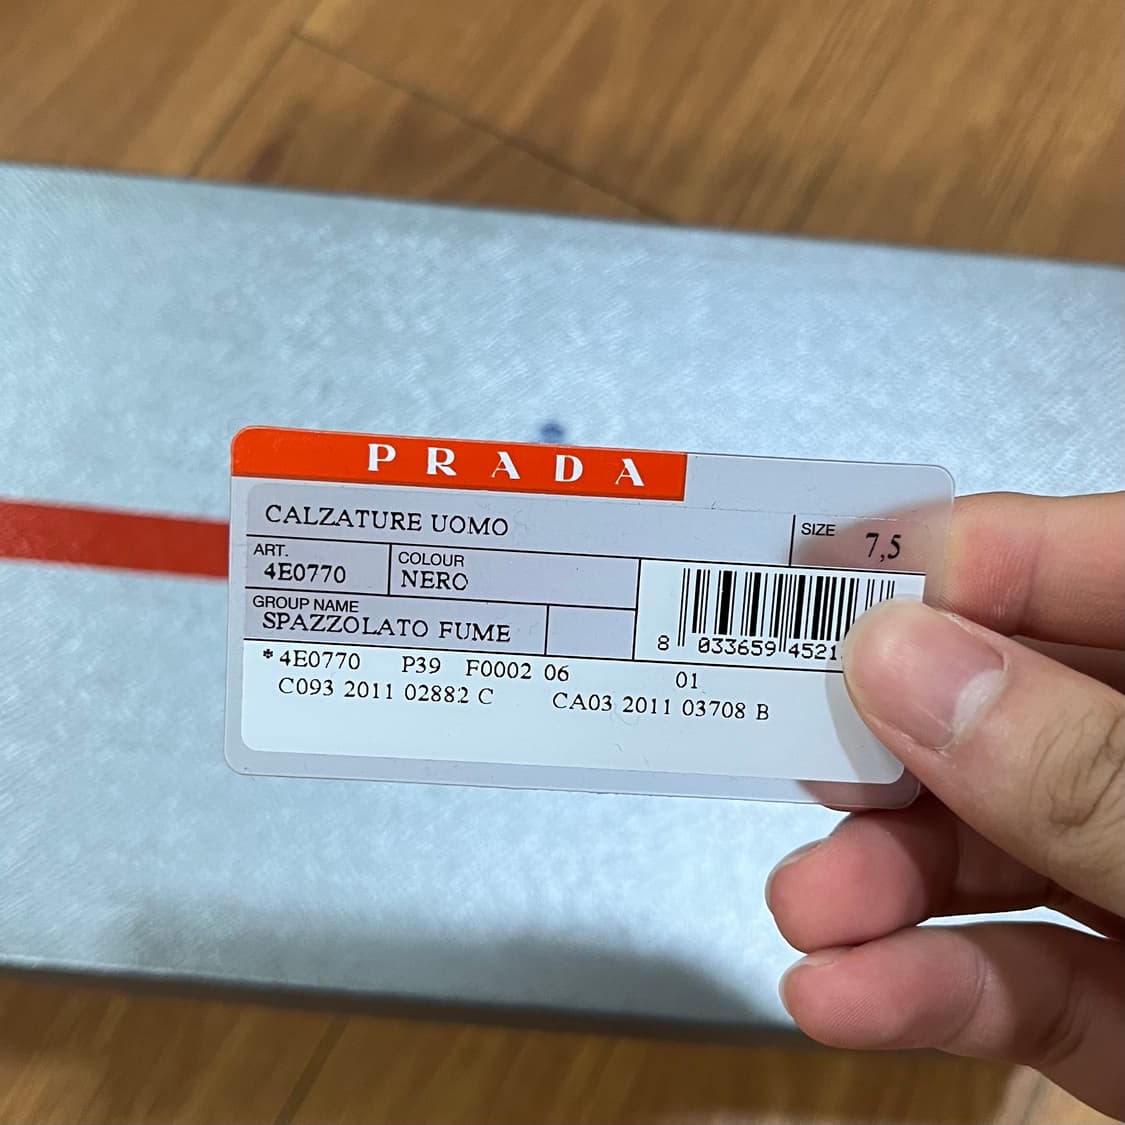 PRADA
CALZATURE UOMO
SIZE 7,5
ART.
4E0770
COLOUR
NERO
GROUP NAME
SPAZZOLATO FUME
8 033659 4521
*4E0770 P39 F0002 06 01
C093 2011 02882 C CA03 2011 03708 B